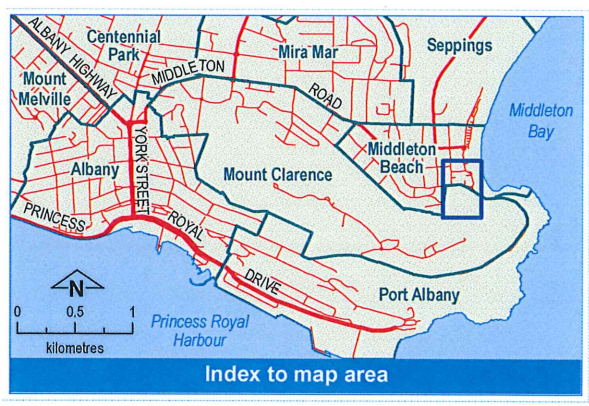 Centennial
Park
ALBANY HIGHWAY
Mira Mar
Seppings
MIDDLETON
ROAD
Mount
Melville
Middleton
Bay
YORK STREET
Albany
Mount Clarence
Middleton
Beach
PRINCESS
ROYAL
DRIVE
N
0 0.5 1
kilometres
Princess Royal
Harbour
Port Albany
Index to map area